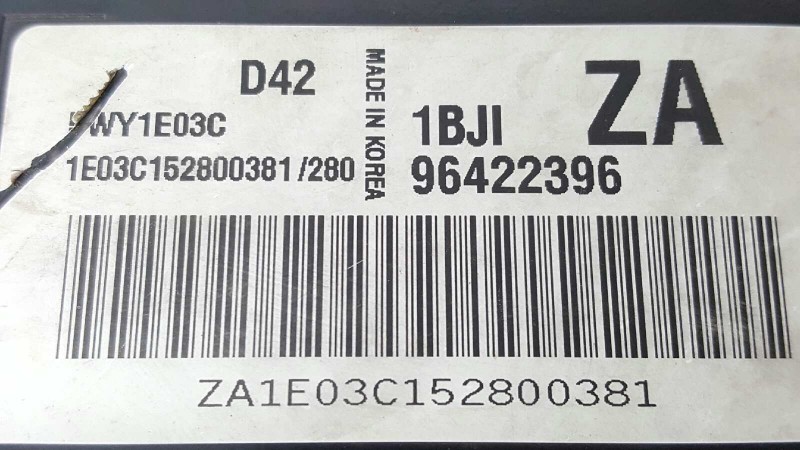 D42
WY1E03C
1E03C152800381/280
MADE IN KOREA
ZA
1BJI
96422396
ZA1E03C152800381